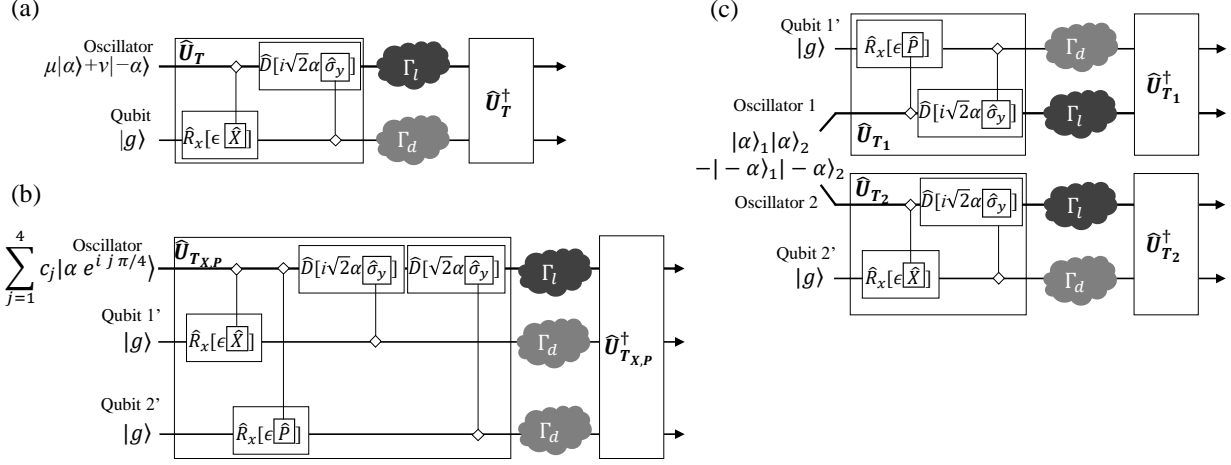 (a)
Oscillator
μ|α⟩+ν|−α⟩
Û_T
D̂[i√2α σ̂_y]
Γ_l
Û_T^†
Qubit
|g⟩
R̂_x[ϵ X̂]
Γ_d
(b)
Oscillator
∑_{j=1}^{4} c_j|α e^{i j π/4}⟩
Û_{T_{X,P}}
D̂[i√2α σ̂_y]
D̂[√2α σ̂_y]
Γ_l
Û_{T_{X,P}}^†
Qubit 1’
|g⟩
R̂_x[ϵ X̂]
Γ_d
Qubit 2’
|g⟩
R̂_x[ϵ P̂]
Γ_d
(c)
Qubit 1’
|g⟩
R̂_x[ϵ P̂]
Γ_d
Û_{T_1}^†
Oscillator 1
D̂[i√2α σ̂_y]
Γ_l
Û_{T_1}
|α⟩_1|α⟩_2
−|−α⟩_1|−α⟩_2
Oscillator 2
Û_{T_2}
D̂[i√2α σ̂_y]
Γ_l
Û_{T_2}^†
Qubit 2’
|g⟩
R̂_x[ϵ X̂]
Γ_d